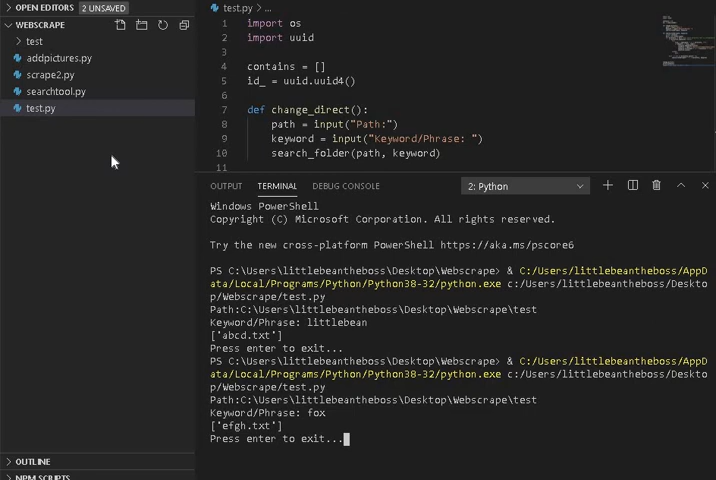 OPEN EDITORS 2 UNSAVED
WEBSCRAPE
test
addpictures.py
scrape2.py
searchtool.py
test.py
OUTLINE
NPM SCRIPTS
test.py > ...
1 import os
2 import uuid
3
4 contains = []
5 id_ = uuid.uuid4()
6
7 def change_direct():
8 path = input("Path:")
9 keyword = input("Keyword/Phrase: ")
10 search_folder(path, keyword)
11
OUTPUT TERMINAL DEBUG CONSOLE 2: Python
Windows PowerShell
Copyright (C) Microsoft Corporation. All rights reserved.
Try the new cross-platform PowerShell https://aka.ms/pscore6
PS C:\Users\littlebeantheboss\Desktop\Webscrape> & C:/Users/littlebeantheboss/AppD
ata/Local/Programs/Python/Python38-32/python.exe c:/Users/littlebeantheboss/Deskto
p/Webscrape/test.py
Path:C:\Users\littlebeantheboss\Desktop\Webscrape\test
Keyword/Phrase: littlebean
['abcd.txt']
Press enter to exit...
PS C:\Users\littlebeantheboss\Desktop\Webscrape> & C:/Users/littlebeantheboss/AppD
ata/Local/Programs/Python/Python38-32/python.exe c:/Users/littlebeantheboss/Deskto
p/Webscrape/test.py
Path:C:\Users\littlebeantheboss\Desktop\Webscrape\test
Keyword/Phrase: fox
['efgh.txt']
Press enter to exit...